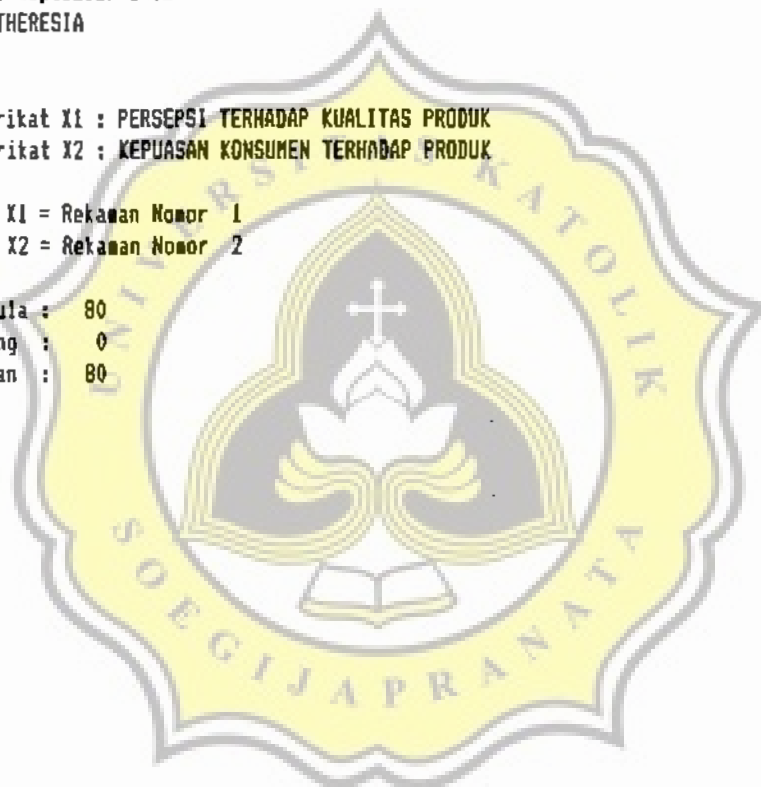 THERESIA
rikat X1 : PERSEPSI TERHADAP KUALITAS PRODUK
rikat X2 : KEPUASAN KONSUMEN TERHADAP PRODUK
X1 = Rekaman Nomor 1
X2 = Rekaman Nomor 2
ula : 80
ng : 0
an : 80
UNIVERSITAS KATOLIK
SOEGIJAPRANATA